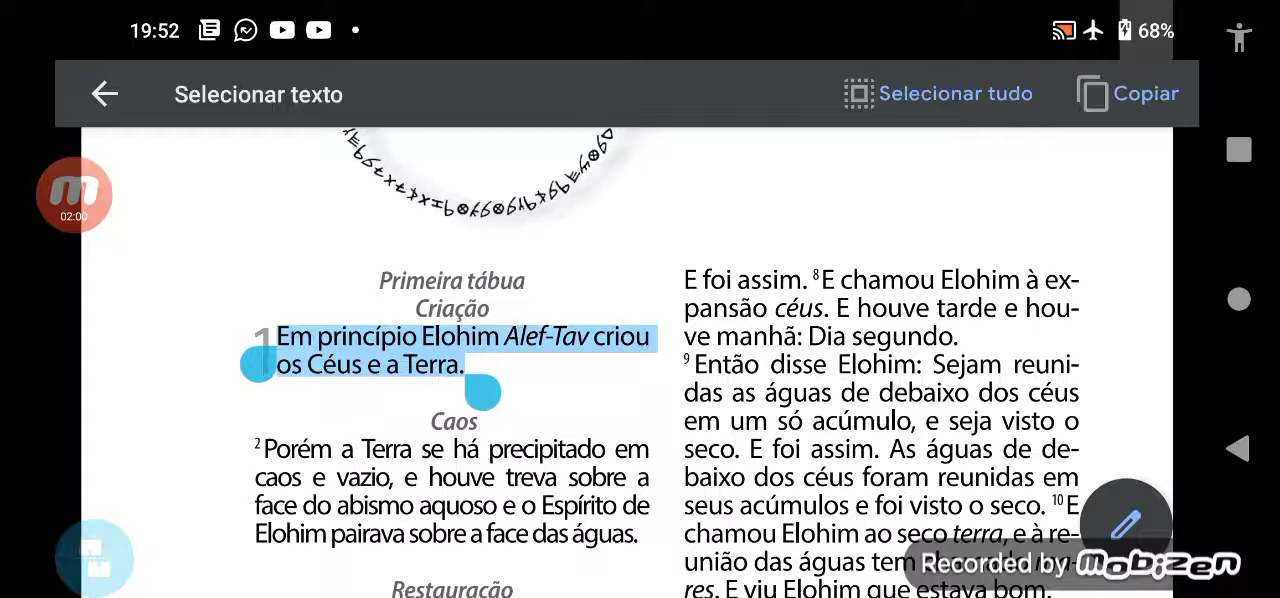 19:52
68%
Selecionar texto
Selecionar tudo
Copiar
02:00
Primeira tábua
Criação
1 Em princípio Elohim Alef-Tav criou
os Céus e a Terra.
Caos
2 Porém a Terra se há precipitado em
caos e vazio, e houve treva sobre a
face do abismo aquoso e o Espírito de
Elohim pairava sobre a face das águas.
Restauração
E foi assim. 8 E chamou Elohim à ex-
pansão céus. E houve tarde e hou-
ve manhã: Dia segundo.
9 Então disse Elohim: Sejam reuni-
das as águas de debaixo dos céus
em um só acúmulo, e seja visto o
seco. E foi assim. As águas de de-
baixo dos céus foram reunidas em
seus acúmulos e foi visto o seco. 10 E
chamou Elohim ao seco terra, e à re-
união das águas tem
res. E viu Elohim que estava bom.
Recorded by mobizen